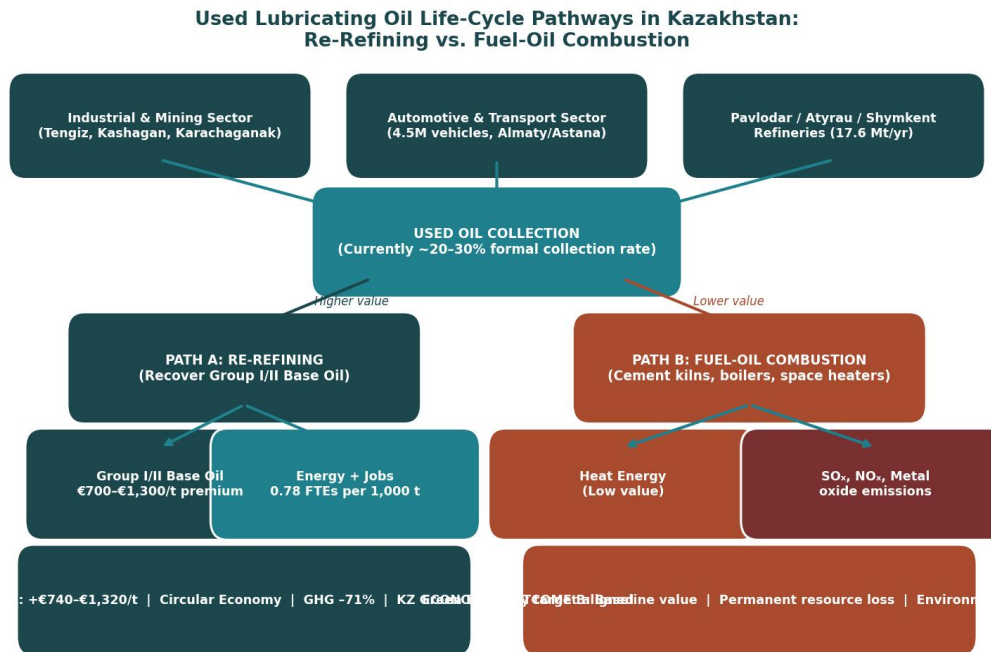 Used Lubricating Oil Life-Cycle Pathways in Kazakhstan:
Re-Refining vs. Fuel-Oil Combustion
Industrial & Mining Sector
(Tengiz, Kashagan, Karachaganak)
Automotive & Transport Sector
(4.5M vehicles, Almaty/Astana)
Pavlodar / Atyrau / Shymkent
Refineries (17.6 Mt/yr)
USED OIL COLLECTION
(Currently ~20–30% formal collection rate)
Higher value
Lower value
PATH A: RE-REFINING
(Recover Group I/II Base Oil)
PATH B: FUEL-OIL COMBUSTION
(Cement kilns, boilers, space heaters)
Group I/II Base Oil
€700–€1,300/t premium
Energy + Jobs
0.78 FTEs per 1,000 t
Heat Energy
(Low value)
SOₓ, NOₓ, Metal
oxide emissions
: +€740–€1,320/t | Circular Economy | GHG –71% | KZ
value | Permanent resource loss |